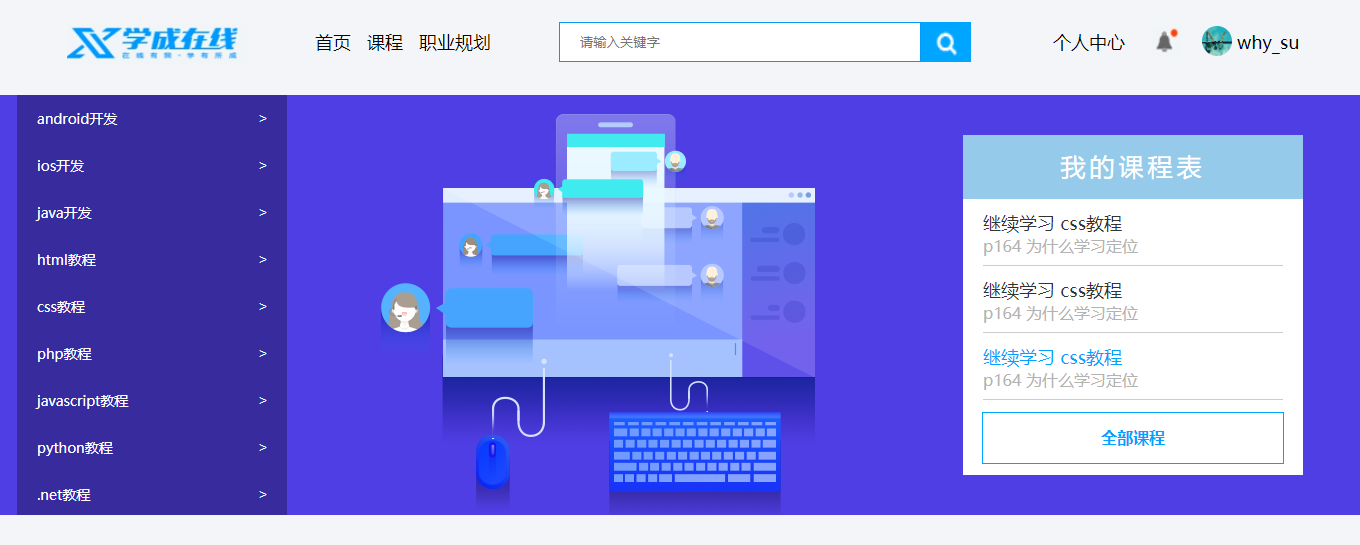 学成在线
在线有我·学有所成
首页 课程 职业规划
请输入关键字
个人中心
why_su
android开发 >
ios开发 >
java开发 >
html教程 >
css教程 >
php教程 >
javascript教程 >
python教程 >
.net教程 >
我的课程表
继续学习 css教程
p164 为什么学习定位
继续学习 css教程
p164 为什么学习定位
继续学习 css教程
p164 为什么学习定位
全部课程